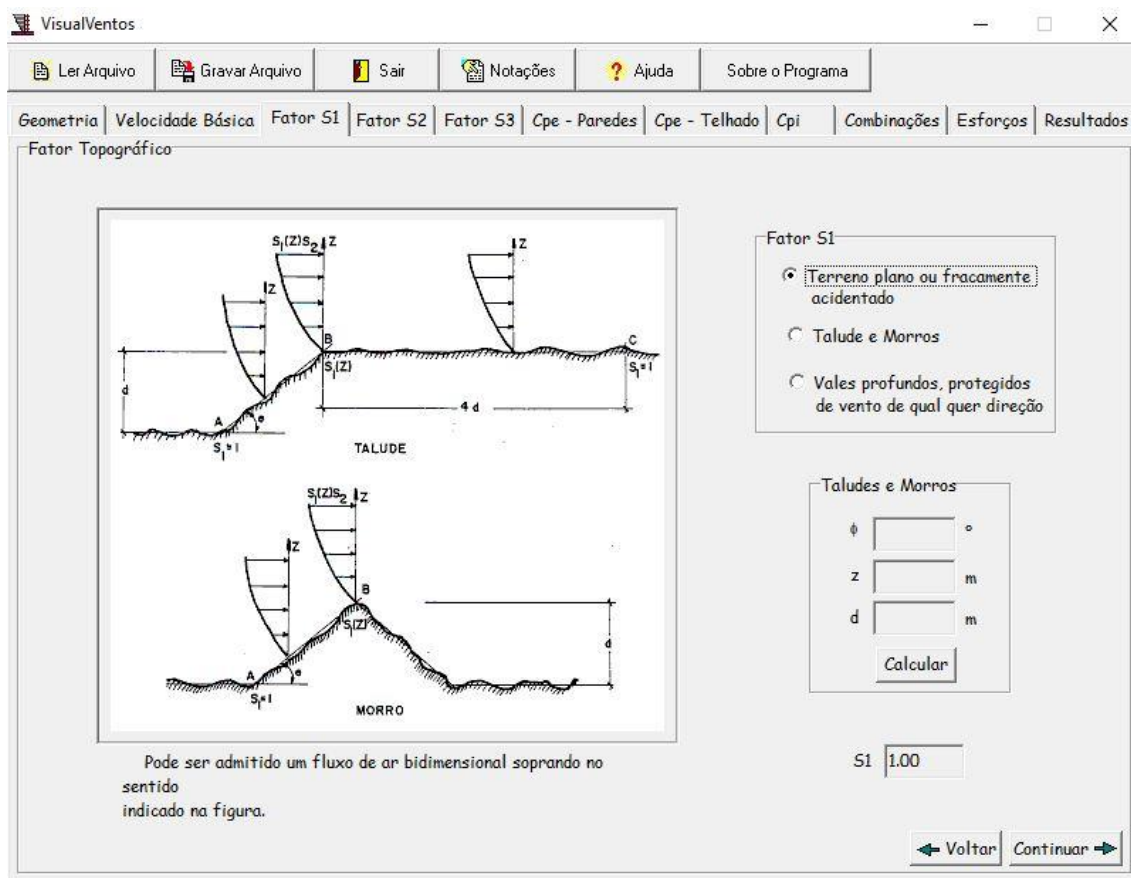 VisualVentos
Ler Arquivo Gravar Arquivo Sair Notações ? Ajuda Sobre o Programa
Geometria Velocidade Básica Fator S1 Fator S2 Fator S3 Cpe - Paredes Cpe - Telhado Cpi Combinações Esforços Resultados
Fator Topográfico
S1(Z)S2 Z
Z
Z
B
C
S1(Z)
S1=1
d
4 d
A
θ
S1=1
TALUDE
S1(Z)S2 Z
Z
B
S1(Z)
d
A
θ
S1=1
MORRO
Pode ser admitido um fluxo de ar bidimensional soprando no
sentido
indicado na figura.
Fator S1
Terreno plano ou fracamente
acidentado
Talude e Morros
Vales profundos, protegidos
de vento de qual quer direção
Taludes e Morros
ϕ °
z m
d m
Calcular
S1 1.00
Voltar Continuar